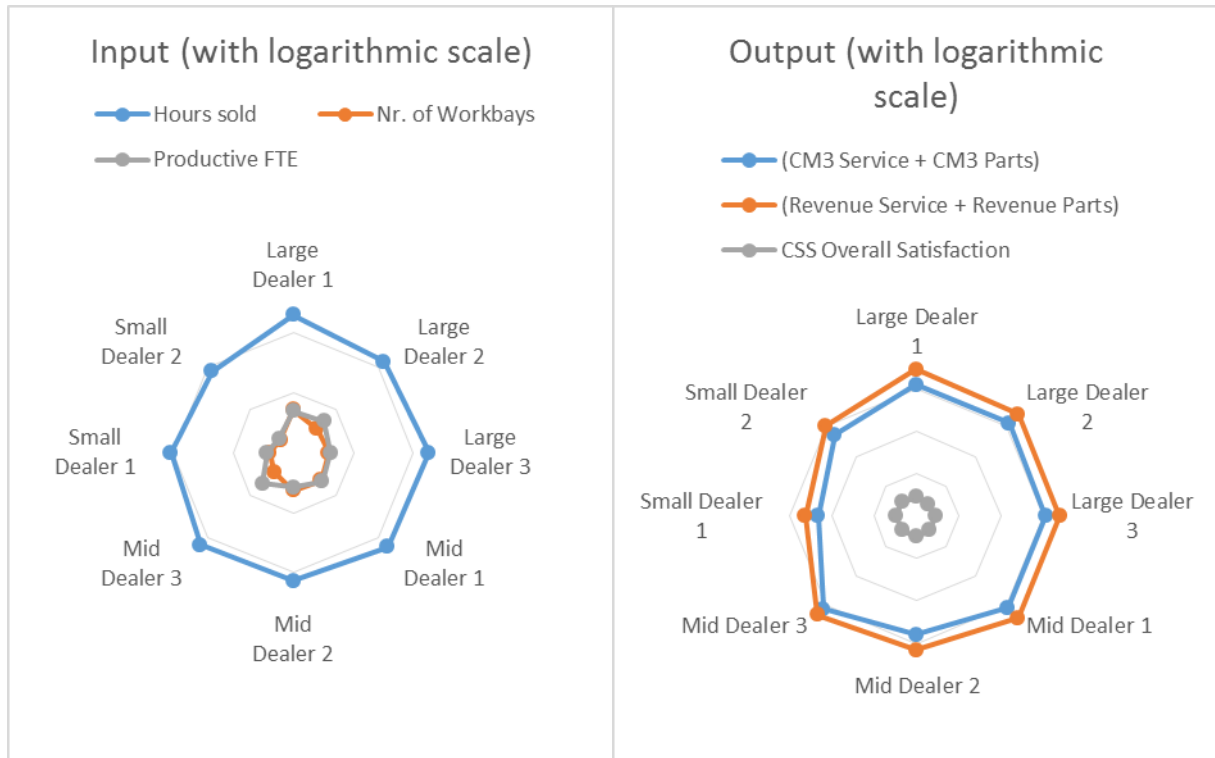 Input (with logarithmic scale)
Hours sold
Nr. of Workbays
Productive FTE
Large
Dealer 1
Large
Dealer 2
Large
Dealer 3
Mid
Dealer 1
Mid
Dealer 2
Mid
Dealer 3
Small
Dealer 1
Small
Dealer 2
Output (with logarithmic
scale)
(CM3 Service + CM3 Parts)
(Revenue Service + Revenue Parts)
CSS Overall Satisfaction
Large Dealer
1
Large Dealer
2
Large Dealer
3
Mid Dealer 1
Mid Dealer 2
Mid Dealer 3
Small Dealer
1
Small Dealer
2